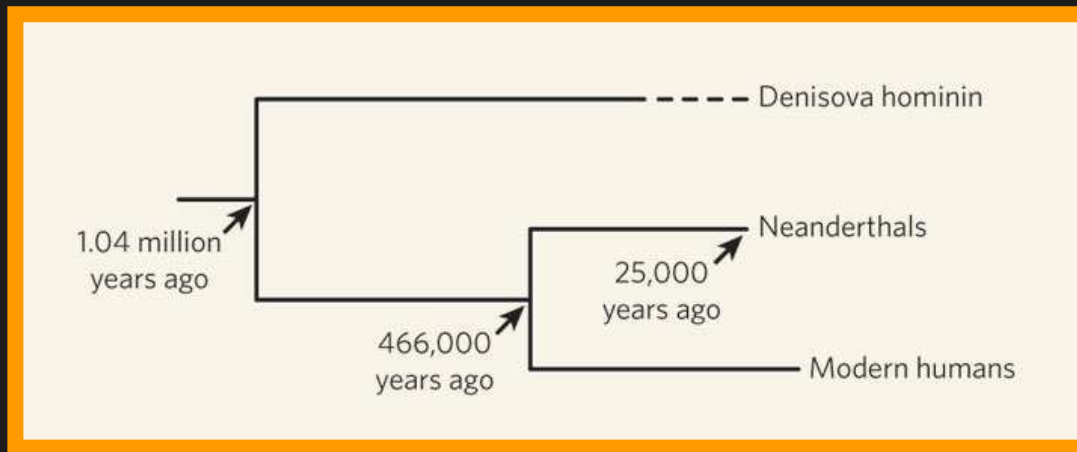 Denisova hominin
Neanderthals
1.04 million
years ago
25,000
years ago
466,000
years ago
Modern humans